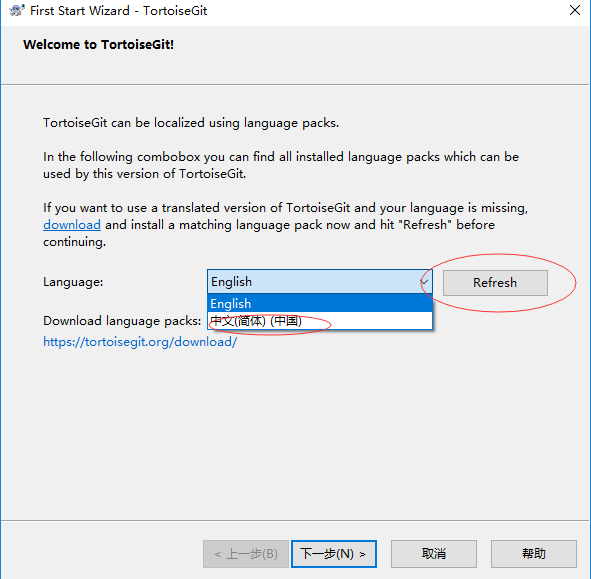 First Start Wizard - TortoiseGit
Welcome to TortoiseGit!
TortoiseGit can be localized using language packs.
In the following combobox you can find all installed language packs which can
be used by this version of TortoiseGit.
If you want to use a translated version of TortoiseGit and your language is missing,
download and install a matching language pack now and hit "Refresh" before
continuing.
Language: English Refresh
English
Download language packs: 中文(简体) (中国)
https://tortoisegit.org/download/
< 上一步(B) 下一步(N) > 取消 帮助